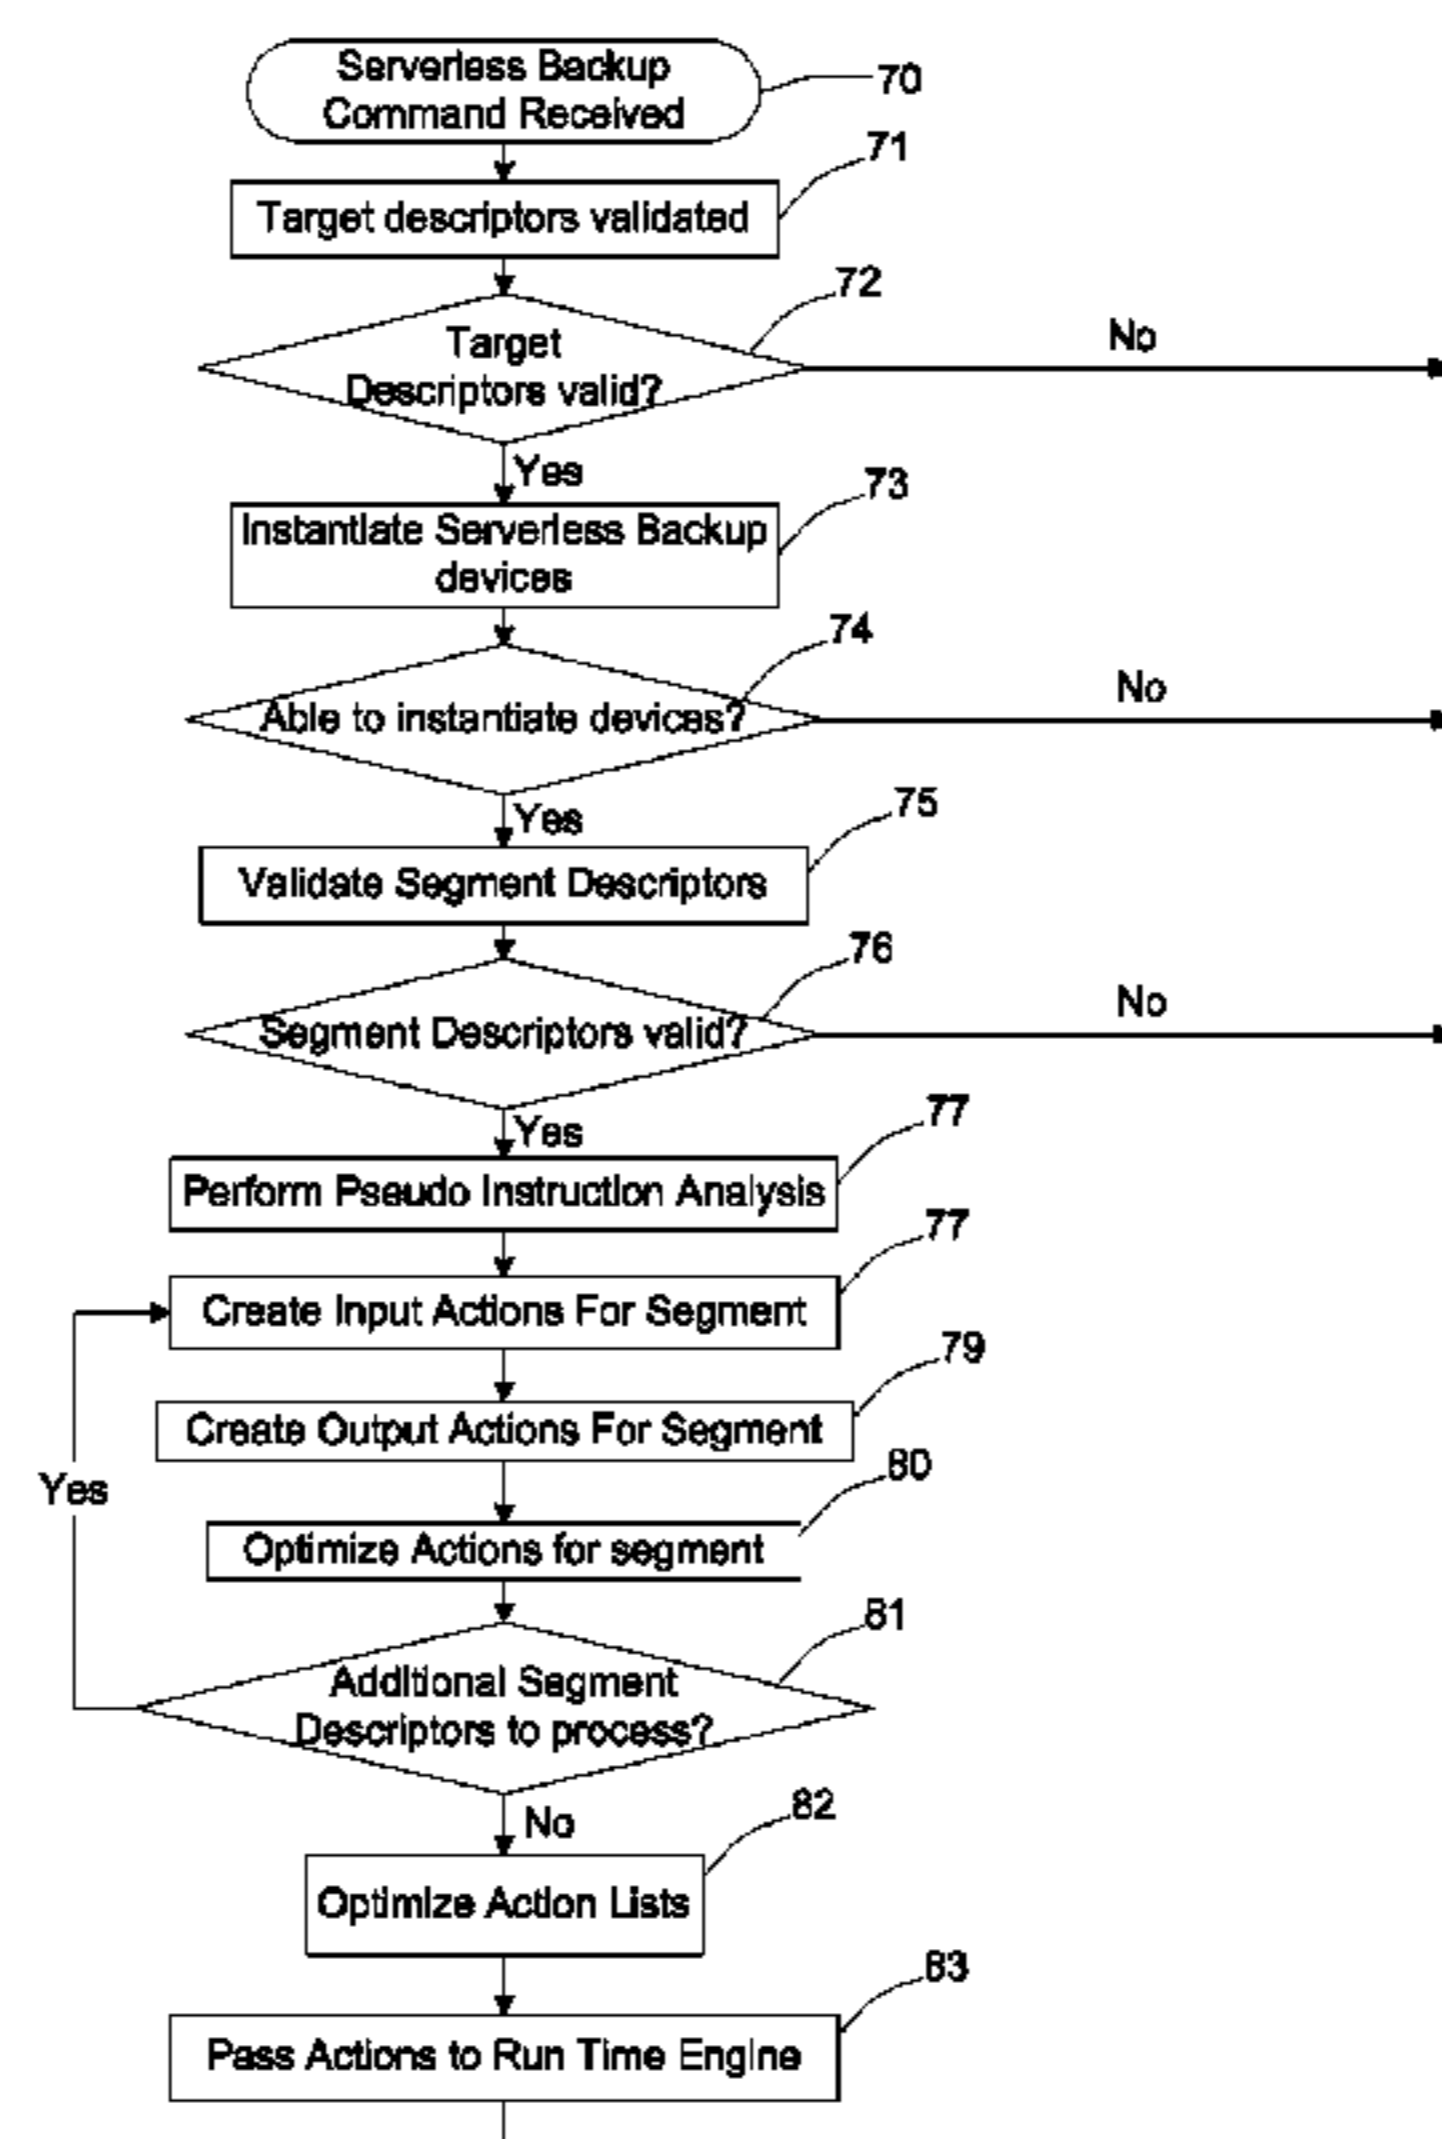 Serverless Backup
Command Received
70
71
Target descriptors validated
72
Target
Descriptors valid?
No
Yes
73
Instantiate Serverless Backup
devices
74
Able to instantiate devices?
No
Yes
75
Validate Segment Descriptors
76
Segment Descriptors valid?
No
Yes
77
Perform Pseudo Instruction Analysis
77
Create Input Actions For Segment
79
Create Output Actions For Segment
Yes
80
Optimize Actions for segment
81
Additional Segment
Descriptors to process?
No
82
Optimize Action Lists
83
Pass Actions to Run Time Engine